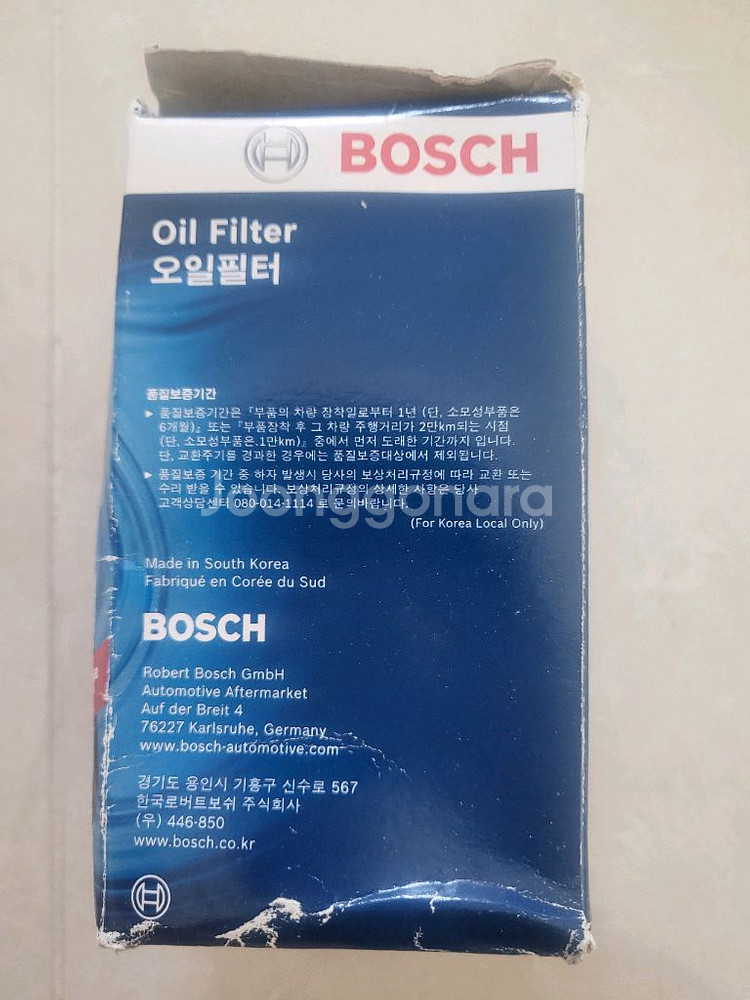 BOSCH
Oil Filter
오일필터
품질보증기간
▶ 품질보증기간은 『부품의 차량 장착일로부터 1년 (단, 소모성부품은
6개월)』 또는 『부품장착 후 그 차량 주행거리가 2만km되는 시점
(단, 소모성부품은.1만km)』 중에서 먼저 도래한 기간까지 입니다.
단, 교환주기를 경과한 경우에는 품질보증대상에서 제외됩니다.
▶ 품질보증 기간 중 하자 발생시 당사의 보상처리규정에 따라 교환 또는
수리 받을 수 있습니다. 보상처리규정의 상세한 사항은 당사
고객상담센터 080-014-1114 로 문의바랍니다.
Joonggonara
(For Korea Local Only)
Made in South Korea
Fabriqué en Corée du Sud
BOSCH
Robert Bosch GmbH
Automotive Aftermarket
Auf der Breit 4
76227 Karlsruhe, Germany
www.bosch-automotive.com
경기도 용인시 기흥구 신수로 567
한국로버트보쉬 주식회사
(우) 446-850
www.bosch.co.kr